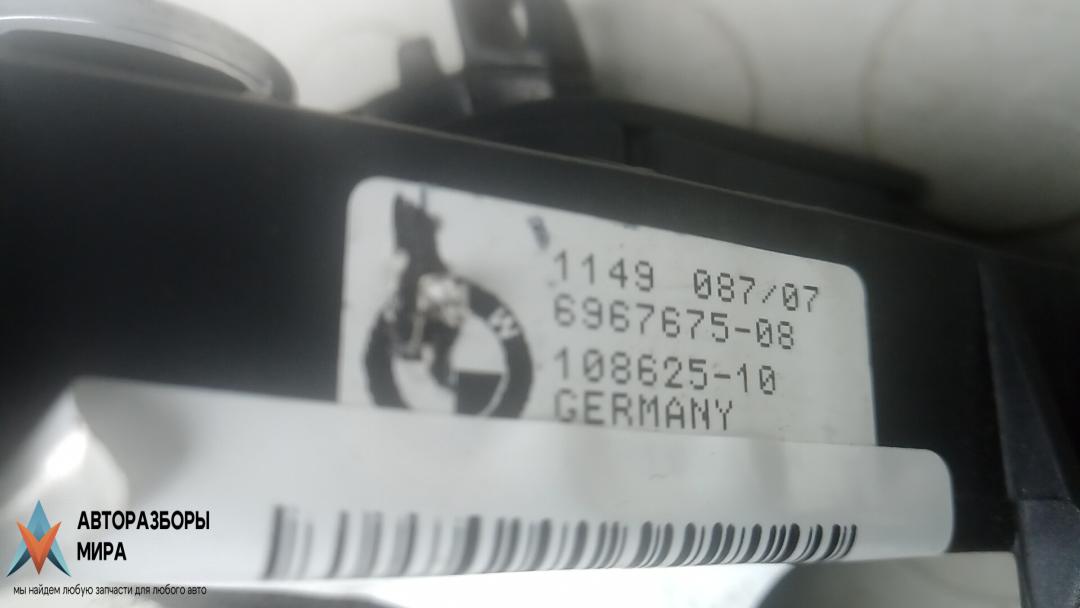 1149 087/07
6967675-08
108625-10
GERMANY
W
АВТОРАЗБОРЫ
МИРА
мы найдем любую запчасти для любого авто